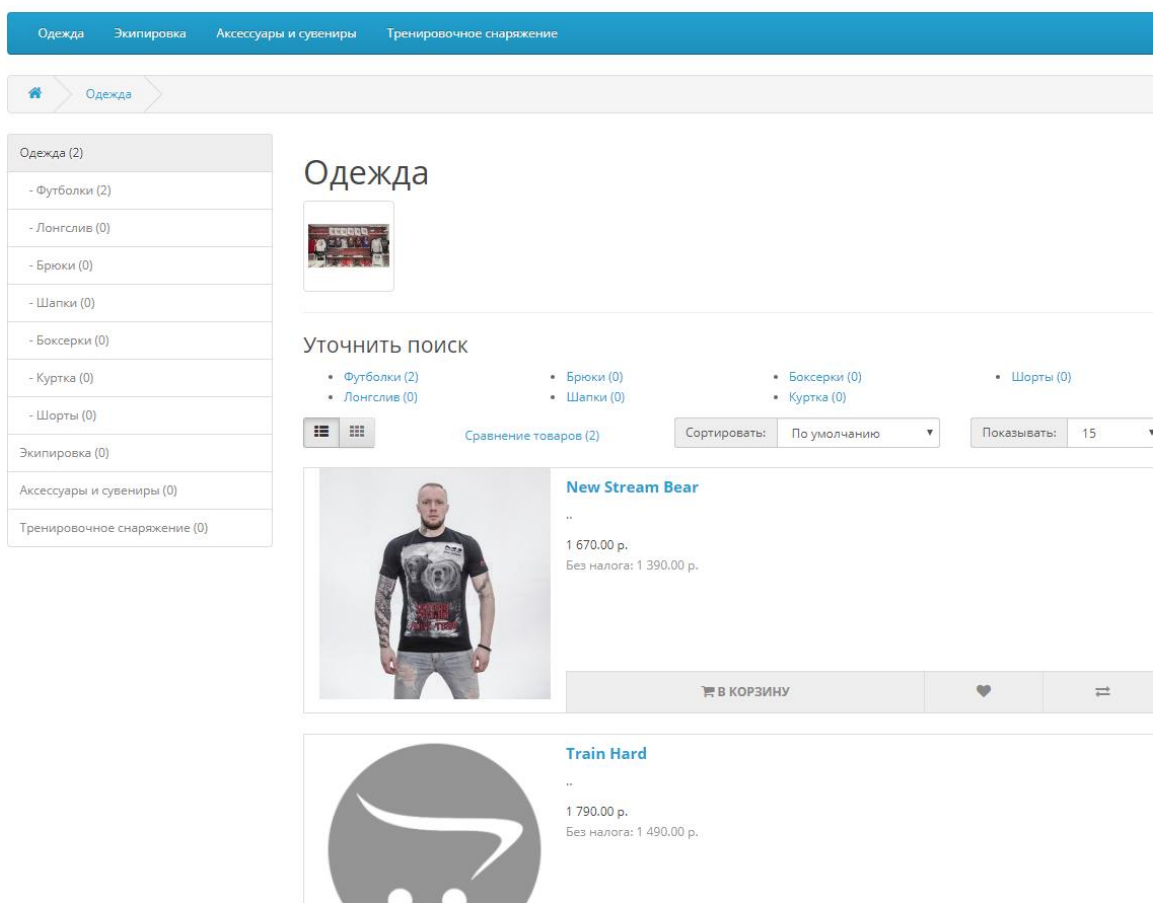 Одежда Экипировка Аксессуары и сувениры Тренировочное снаряжение
Одежда
Одежда (2)
- Футболки (2)
- Лонгслив (0)
- Брюки (0)
- Шапки (0)
- Боксерки (0)
- Куртка (0)
- Шорты (0)
Экипировка (0)
Аксессуары и сувениры (0)
Тренировочное снаряжение (0)
Одежда
Уточнить поиск
• Футболки (2) • Брюки (0) • Боксерки (0) • Шорты (0)
• Лонгслив (0) • Шапки (0) • Куртка (0)
Сравнение товаров (2) Сортировать: По умолчанию Показывать: 15
New Stream Bear
..
1 670.00 р.
Без налога: 1 390.00 р.
В КОРЗИНУ
Train Hard
..
1 790.00 р.
Без налога: 1 490.00 р.